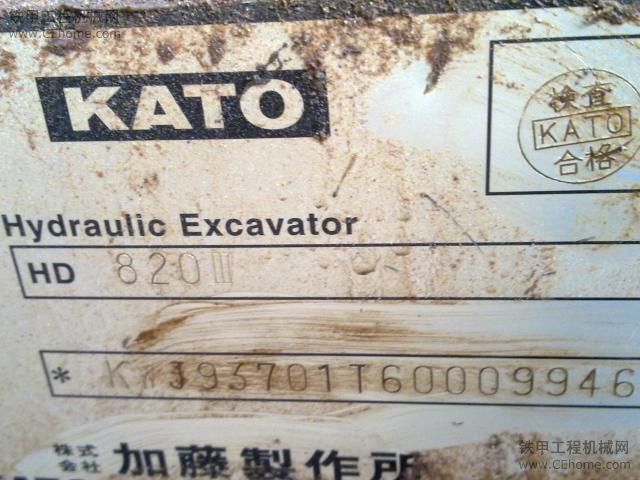 铁甲工程机械网
www.CEhome.com
KATO
検査
KATO
合格
Hydraulic Excavator
HD 820III
株式会社 加藤製作所
铁甲工程机械网
www.CEhome.com